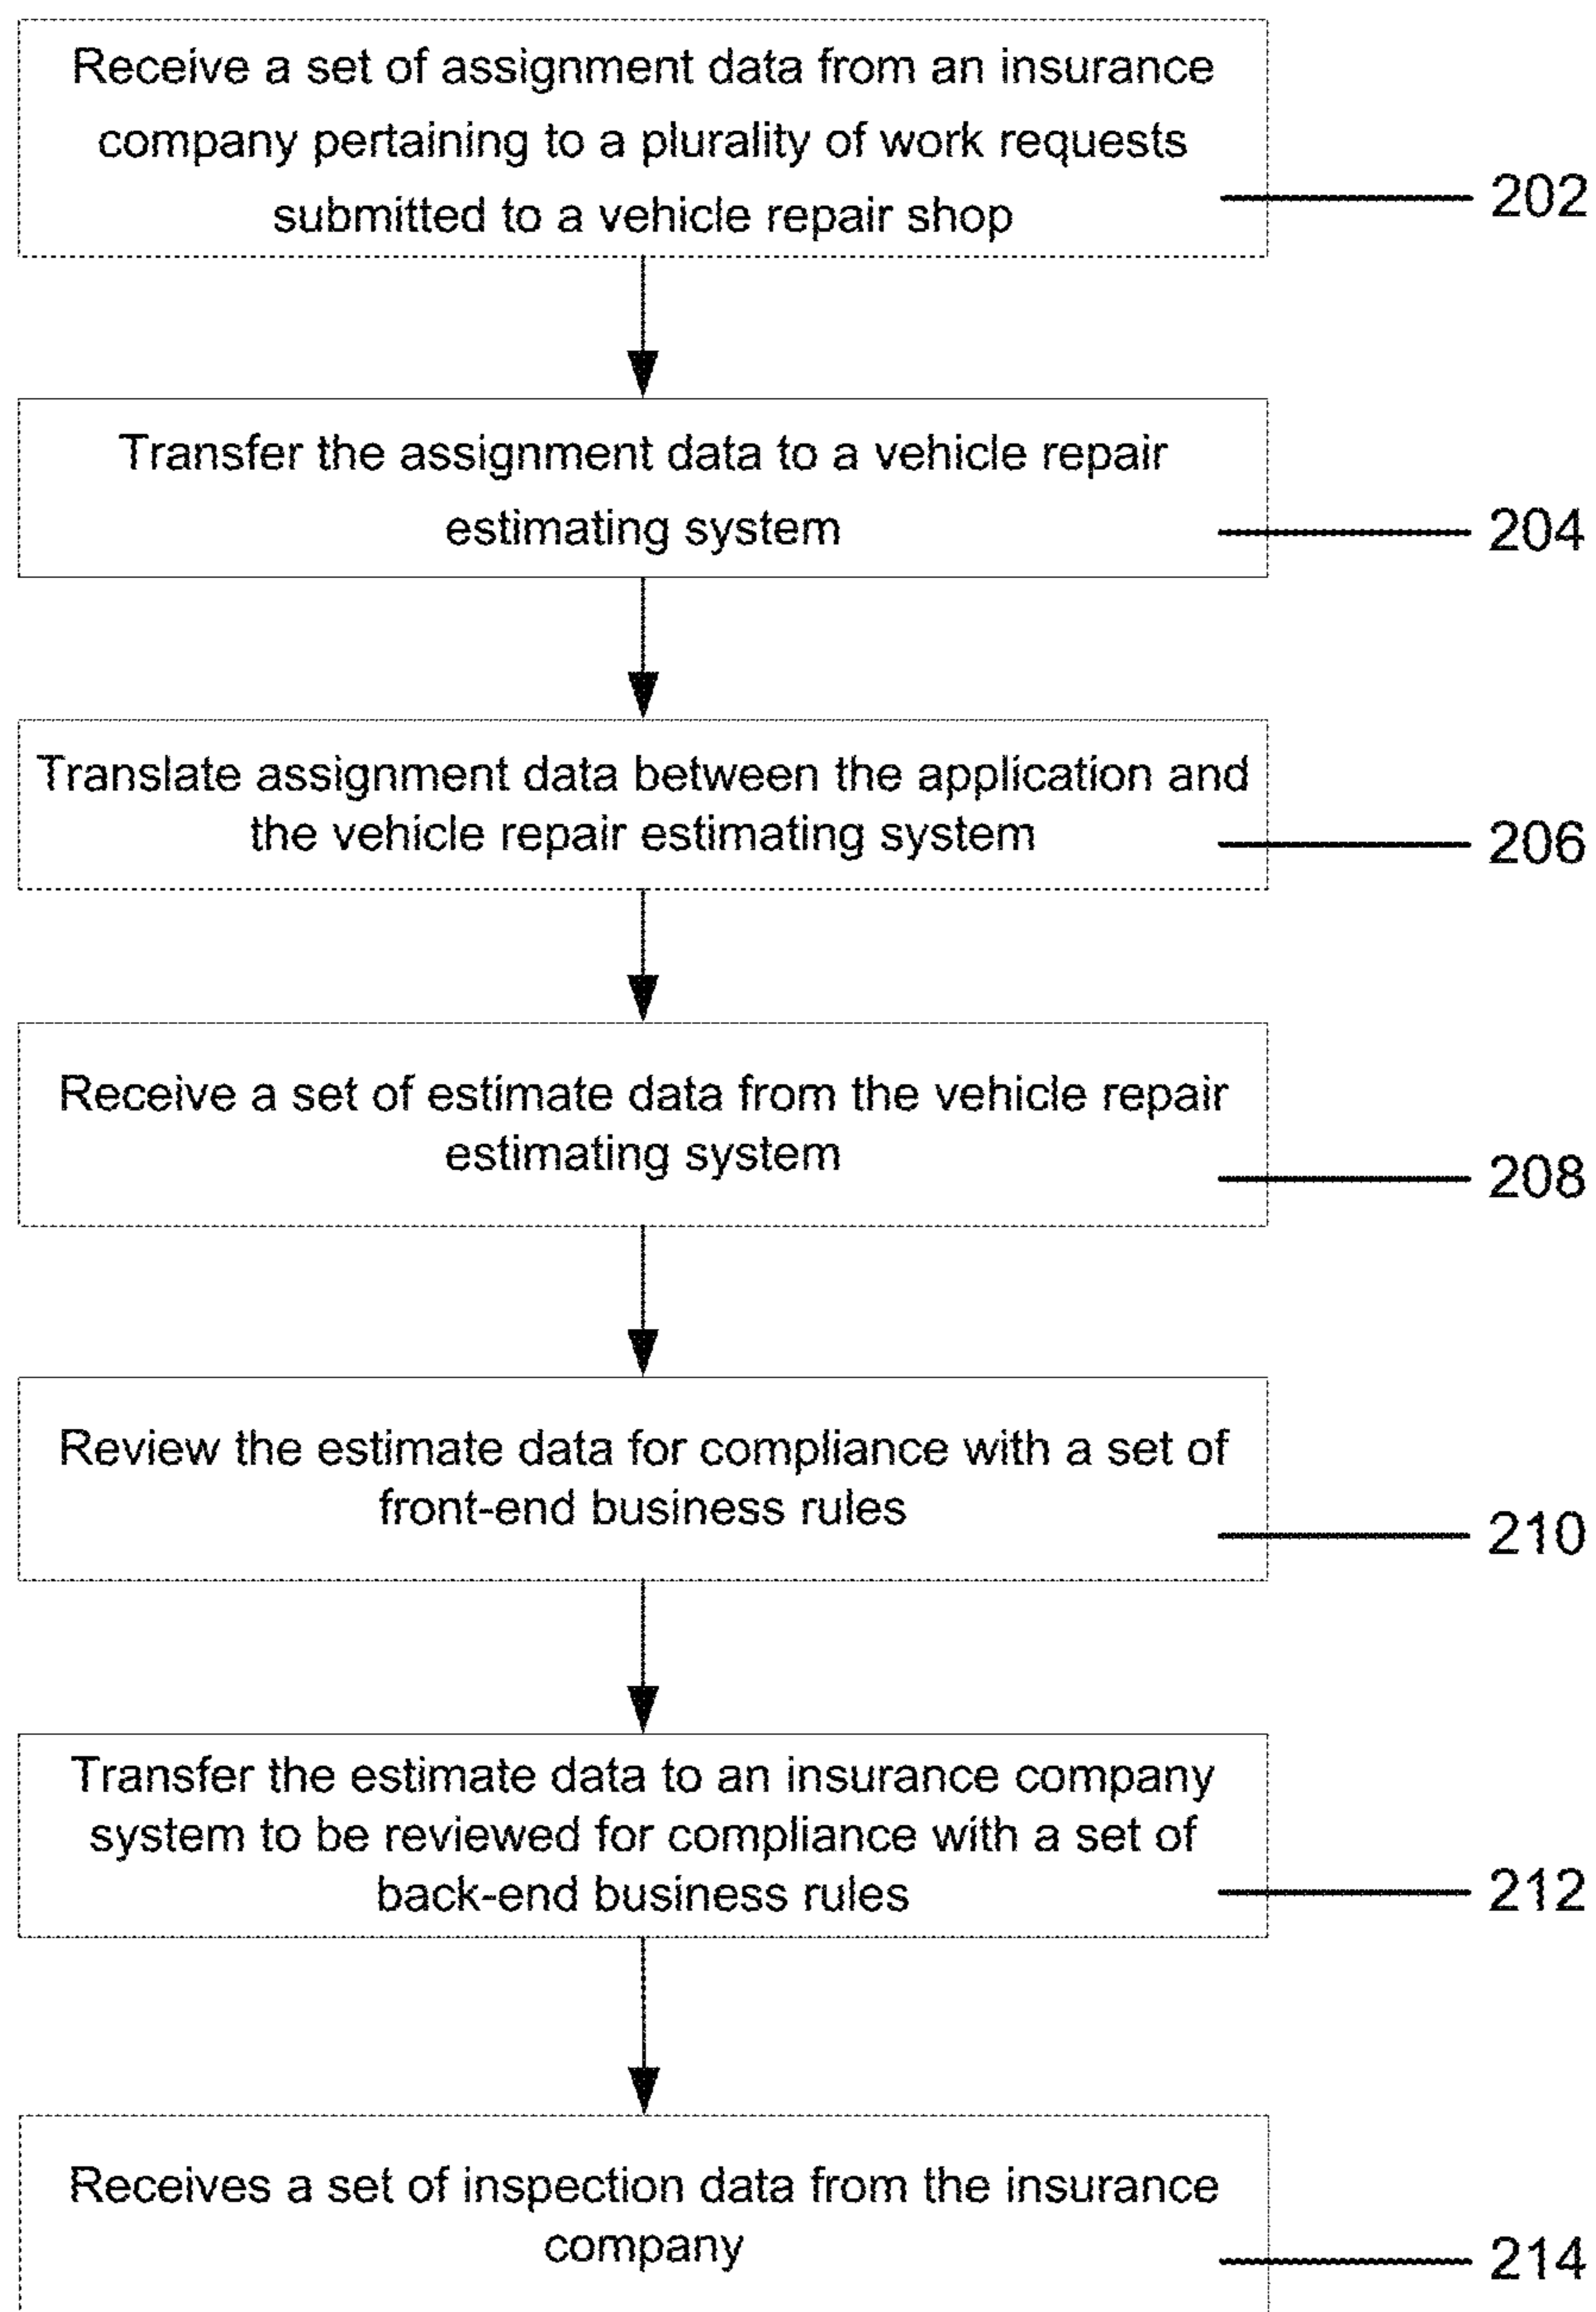 Receive a set of assignment data from an insurance
company pertaining to a plurality of work requests
submitted to a vehicle repair shop
202
Transfer the assignment data to a vehicle repair
estimating system
204
Translate assignment data between the application and
the vehicle repair estimating system
206
Receive a set of estimate data from the vehicle repair
estimating system
208
Review the estimate data for compliance with a set of
front-end business rules
210
Transfer the estimate data to an insurance company
system to be reviewed for compliance with a set of
back-end business rules
212
Receives a set of inspection data from the insurance
company
214